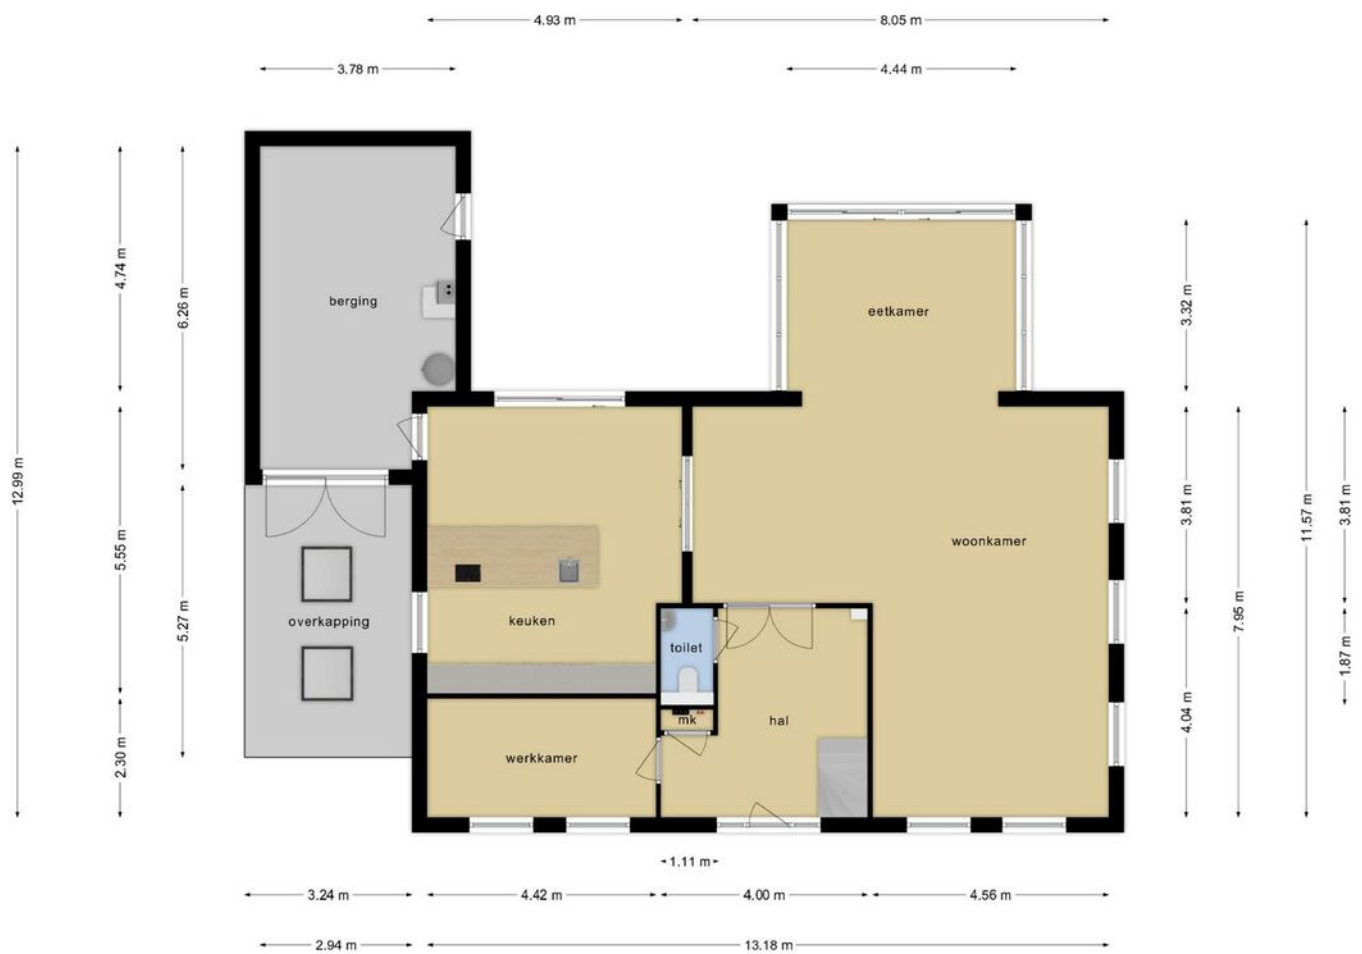 4.93 m
8.05 m
3.78 m
4.44 m
12.99 m
4.74 m
6.26 m
5.55 m
5.27 m
2.30 m
berging
eetkamer
woonkamer
overkapping
keuken
toilet
mk
hal
werkkamer
3.32 m
3.81 m
7.95 m
11.57 m
3.81 m
1.87 m
4.04 m
1.11 m
3.24 m
4.42 m
4.00 m
4.56 m
2.94 m
13.18 m